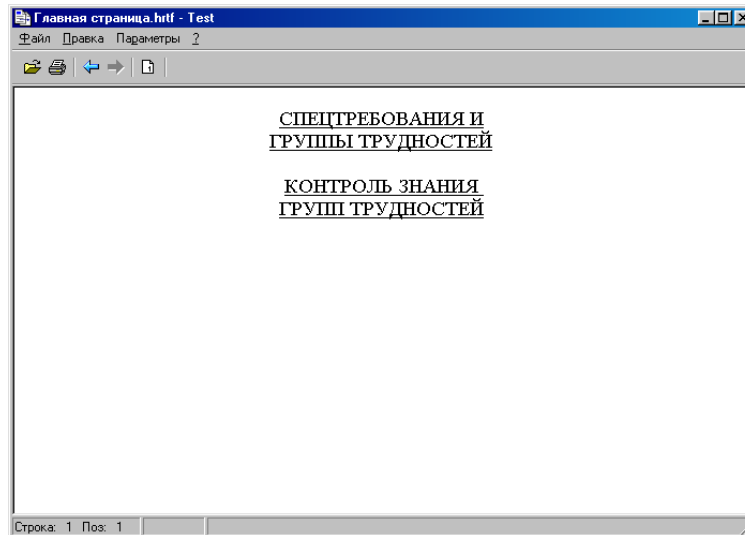 Главная страница.hrtf - Test
Файл Правка Параметры ?
СПЕЦТРЕБОВАНИЯ И
ГРУППЫ ТРУДНОСТЕЙ
КОНТРОЛЬ ЗНАНИЯ
ГРУПП ТРУДНОСТЕЙ
Строка: 1 Поз: 1